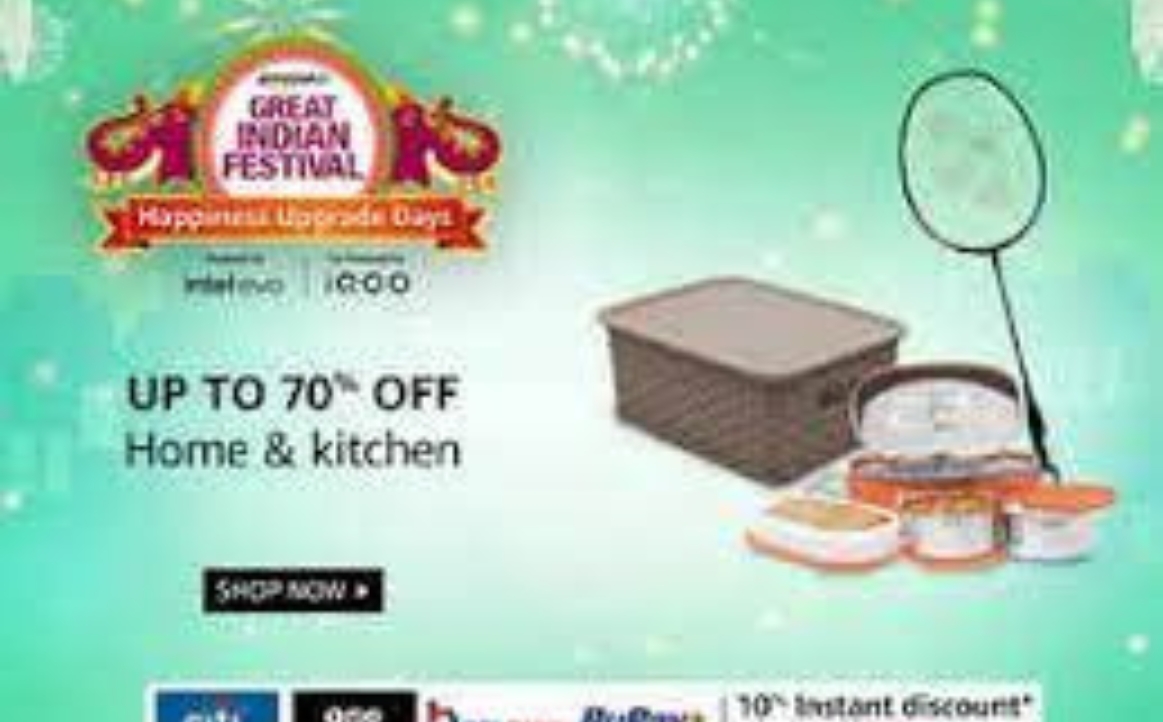 GREAT
INDIAN
FESTIVAL
Happiness Upgrade Days
intel evo iQOO
UP TO 70% OFF
Home & kitchen
SHOP NOW
RuPay 10% Instant discount*